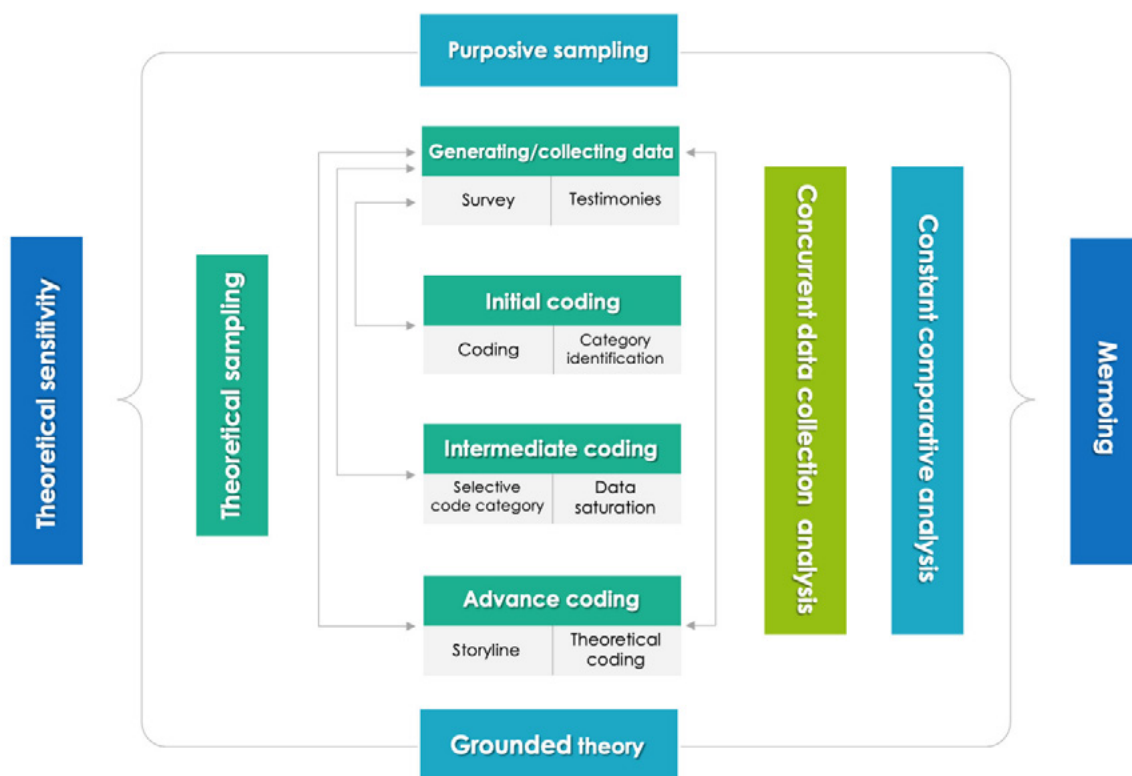 Purposive sampling
Generating/collecting data
Survey
Testimonies
Initial coding
Coding
Category
identification
Intermediate coding
Selective
code category
Data
saturation
Advance coding
Storyline
Theoretical
coding
Grounded theory
Theoretical sensitivity
Theoretical sampling
Concurrent data collection analysis
Constant comparative analysis
Memoing